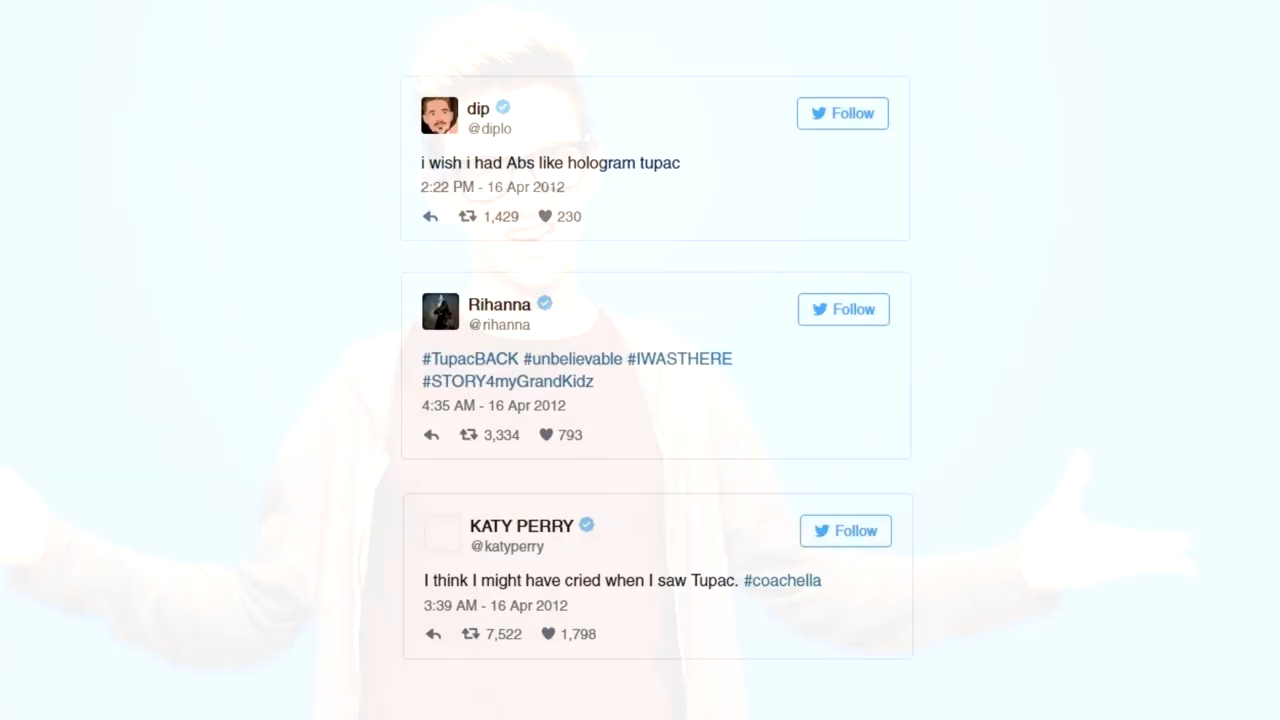 dip
@diplo
Follow
i wish i had Abs like hologram tupac
2:22 PM - 16 Apr 2012
1,429 230
Rihanna
@rihanna
Follow
#TupacBACK #unbelievable #IWASTHERE
#STORY4myGrandKidz
4:35 AM - 16 Apr 2012
3,334 793
KATY PERRY
@katyperry
Follow
I think I might have cried when I saw Tupac. #coachella
3:39 AM - 16 Apr 2012
7,522 1,798